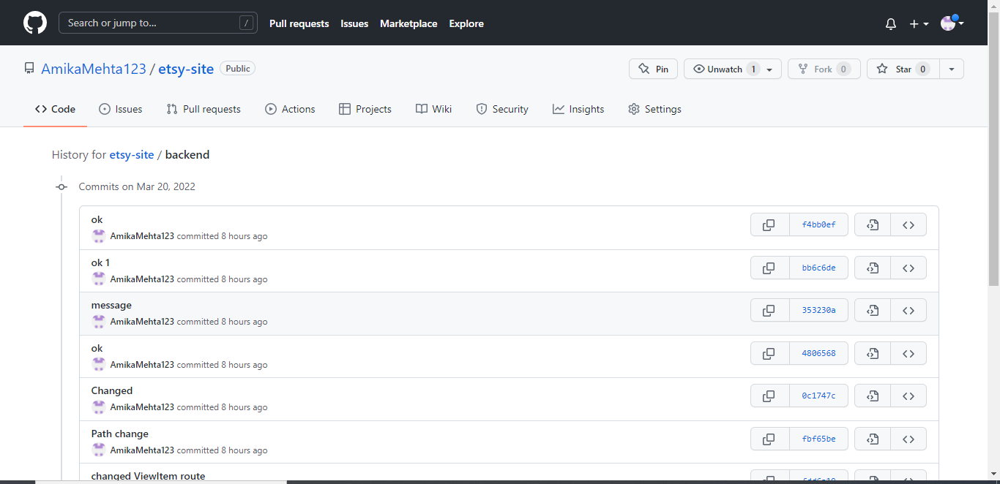 Search or jump to... /
Pull requests Issues Marketplace Explore
AmikaMehta123 / etsy-site Public
Pin Unwatch 1 Fork 0 Star 0
Code Issues Pull requests Actions Projects Wiki Security Insights Settings
History for etsy-site / backend
Commits on Mar 20, 2022
ok
AmikaMehta123 committed 8 hours ago
f4bb0ef
ok 1
AmikaMehta123 committed 8 hours ago
bb6c6de
message
AmikaMehta123 committed 8 hours ago
353230a
ok
AmikaMehta123 committed 8 hours ago
4806568
Changed
AmikaMehta123 committed 8 hours ago
0c1747c
Path change
AmikaMehta123 committed 8 hours ago
fbf65be
changed ViewItem route